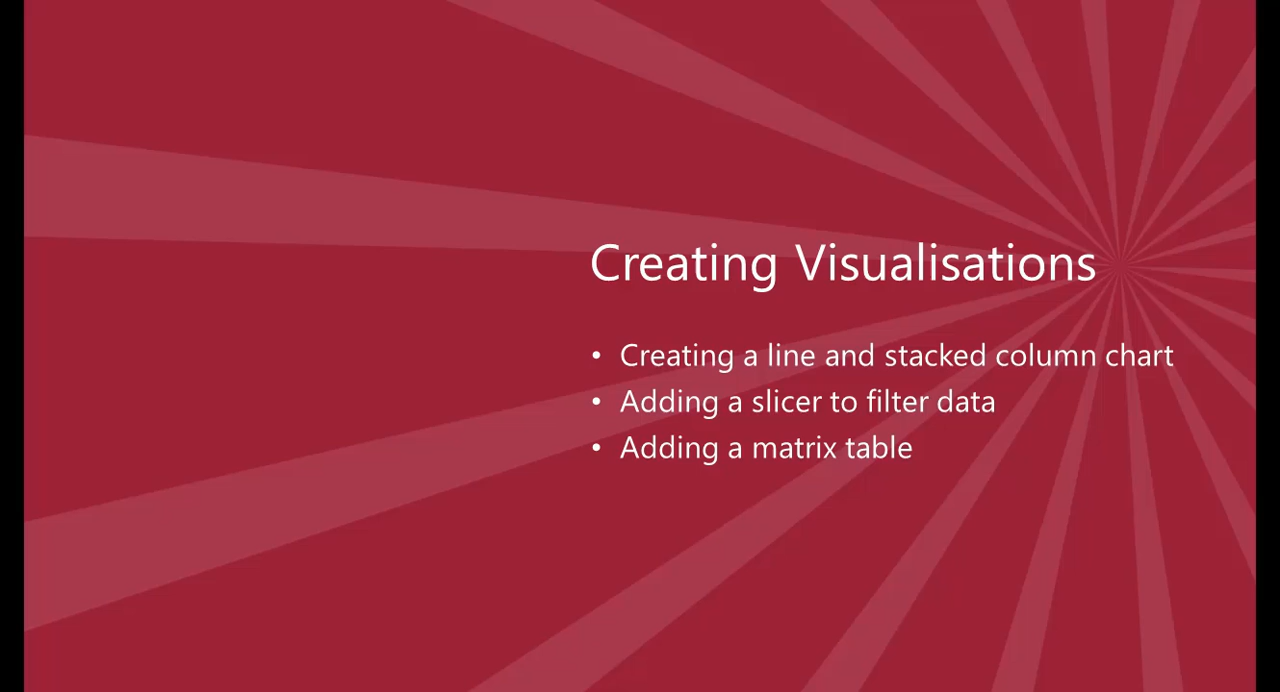 Creating Visualisations
• Creating a line and stacked column chart
• Adding a slicer to filter data
• Adding a matrix table